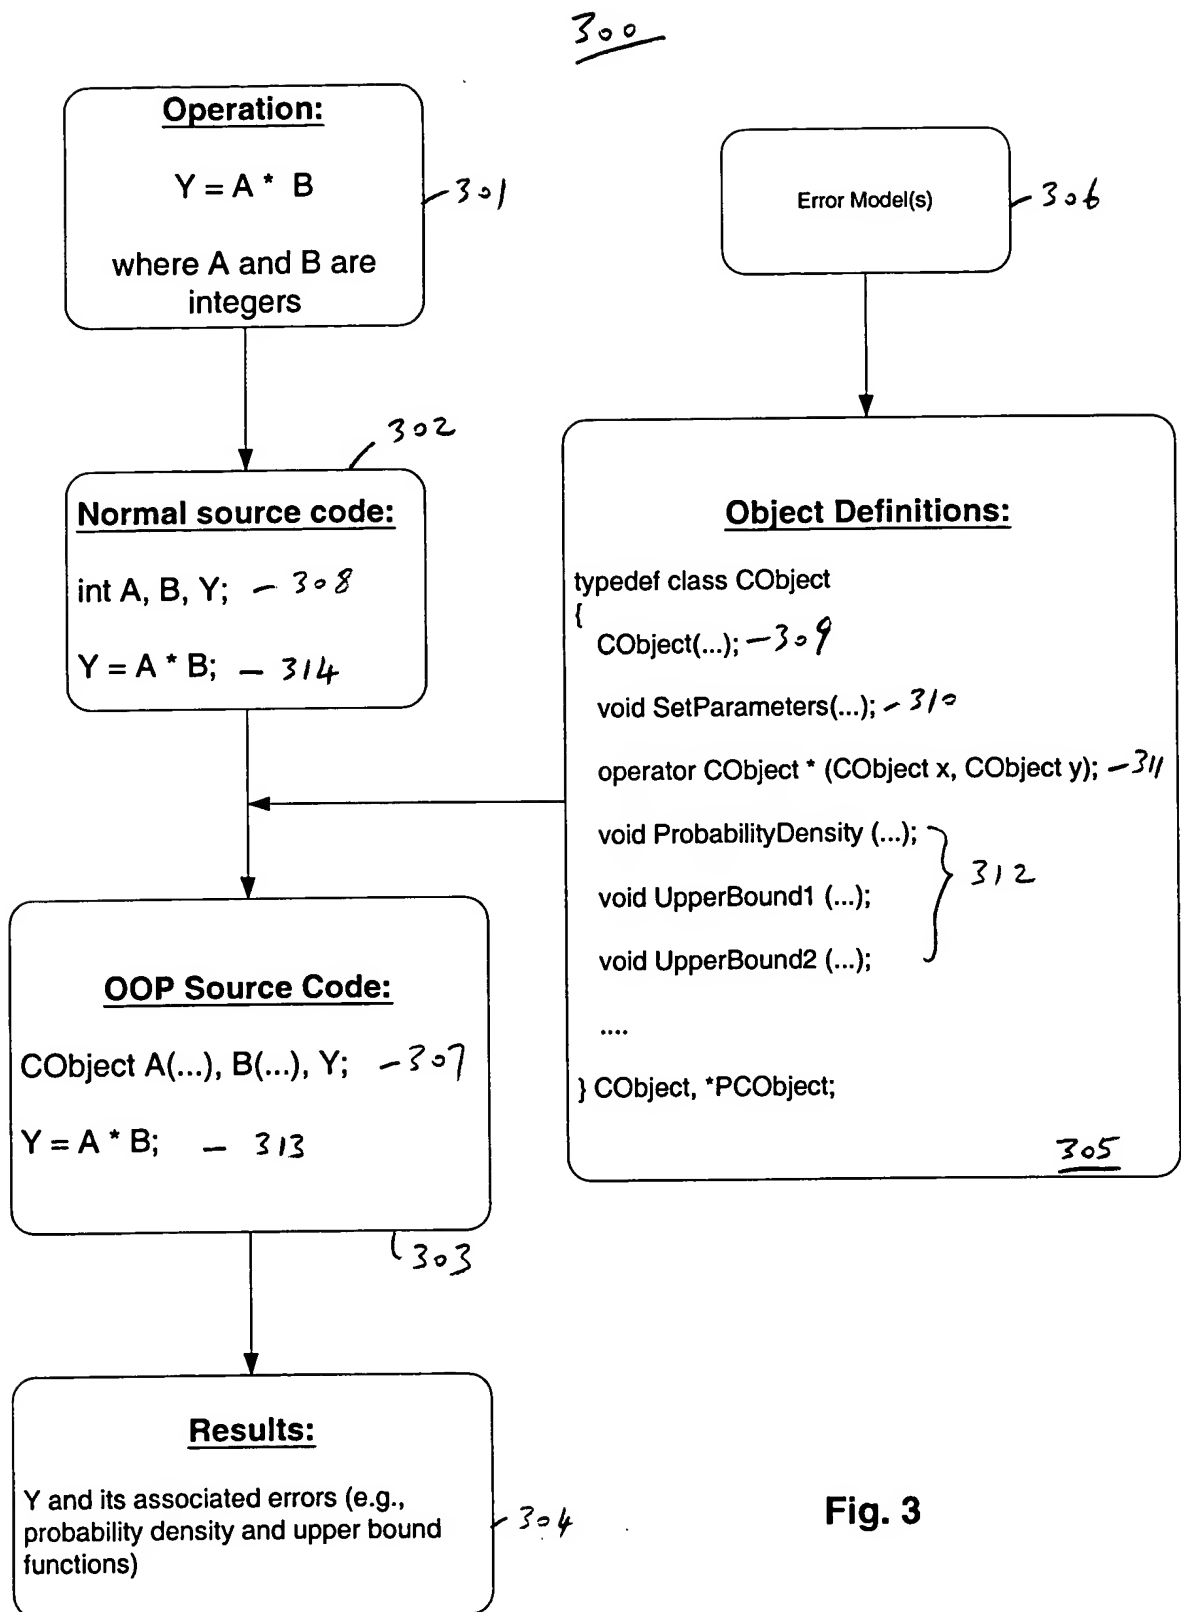 300
Operation:
Y = A * B
301
where A and B are
integers
Error Model(s)
306
302
Normal source code:
int A, B, Y; – 308
Y = A * B; – 314
Object Definitions:
typedef class CObject
{
CObject(...); – 309
void SetParameters(...); – 310
operator CObject * (CObject x, CObject y); – 311
void ProbabilityDensity (...);
void UpperBound1 (...);
312
void UpperBound2 (...);
....
} CObject, *PCObject;
305
OOP Source Code:
CObject A(...), B(...), Y; – 307
Y = A * B; – 313
303
Results:
Y and its associated errors (e.g.,
probability density and upper bound
functions)
304
Fig. 3